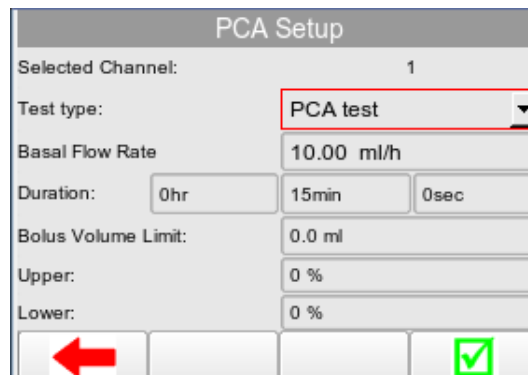 PCA Setup
Selected Channel: 1
Test type: PCA test
Basal Flow Rate 10.00 ml/h
Duration: 0hr 15min 0sec
Bolus Volume Limit: 0.0 ml
Upper: 0 %
Lower: 0 %